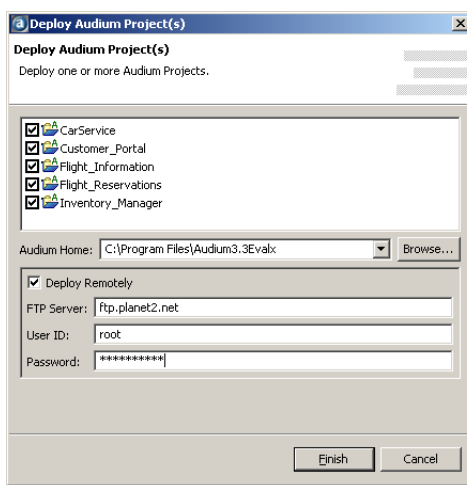 Deploy Audium Project(s)
Deploy Audium Project(s)
Deploy one or more Audium Projects.
CarService
Customer_Portal
Flight_Information
Flight_Reservations
Inventory_Manager
Audium Home: C:\Program Files\Audium3.3Evalx Browse...
Deploy Remotely
FTP Server: ftp.planet2.net
User ID: root
Password: **********
Finish Cancel